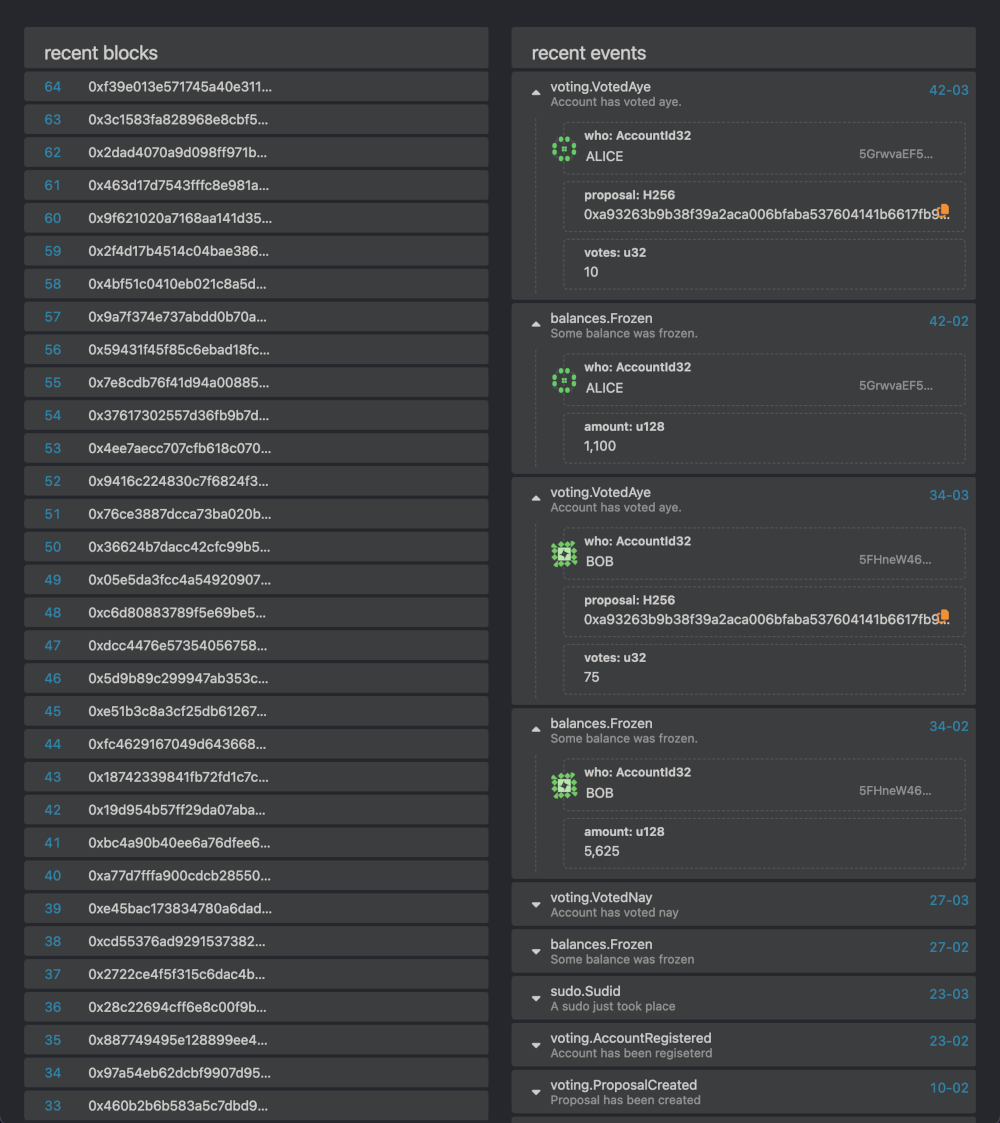 recent blocks
64 0xf39e013e571745a40e311...
63 0x3c1583fa828968e8cbf5...
62 0x2dad4070a9d098ff971b...
61 0x463d17d7543fffc8e981a...
60 0x9f621020a7168aa141d35...
59 0x2f4d17b4514c04bae386...
58 0x4bf51c0410eb021c8a5d...
57 0x9a7f374e737abdd0b70a...
56 0x59431f45f85c6ebad18fc...
55 0x7e8cdb76f41d94a00885...
54 0x37617302557d36fb9b7d...
53 0x4ee7aecc707cfb618c070...
52 0x9416c224830c7f6824f3...
51 0x76ce3887dcca73ba020b...
50 0x36624b7dacc42cfc99b5...
49 0x05e5da3fcc4a54920907...
48 0xc6d80883789f5e69be5...
47 0xdcc4476e57354056758...
46 0x5d9b89c299947ab353c...
45 0xe51b3c8a3cf25db61267...
44 0xfc4629167049d643668...
43 0x18742339841fb72fd1c7c...
42 0x19d954b57ff29da07aba...
41 0xbc4a90b40ee6a76dfee6...
40 0xa77d7fffa900cdcb28550...
39 0xe45bac173834780a6dad...
38 0xcd55376ad9291537382...
37 0x2722ce4f5f315c6dac4b...
36 0x28c22694cff6e8c00f9b...
35 0x887749495e128899ee4...
34 0x97a54eb62dcbf9907d95...
33 0x460b2b6b583a5c7dbd9...
recent events
voting.VotedAye 42-03
Account has voted aye.
who: AccountId32
ALICE 5GrwvaEF5...
proposal: H256
0xa93263b9b38f39a2aca006bfaba537604141b6617fb9...
votes: u32
10
balances.Frozen 42-02
Some balance was frozen.
who: AccountId32
ALICE 5GrwvaEF5...
amount: u128
1,100
voting.VotedAye 34-03
Account has voted aye.
who: AccountId32
BOB 5FHneW46...
proposal: H256
0xa93263b9b38f39a2aca006bfaba537604141b6617fb9...
votes: u32
75
balances.Frozen 34-02
Some balance was frozen.
who: AccountId32
BOB 5FHneW46...
amount: u128
5,625
voting.VotedNay 27-03
Account has voted nay
balances.Frozen 27-02
Some balance was frozen
sudo.Sudid 23-03
A sudo just took place
voting.AccountRegistered 23-02
Account has been regiseterd
voting.ProposalCreated 10-02
Proposal has been created